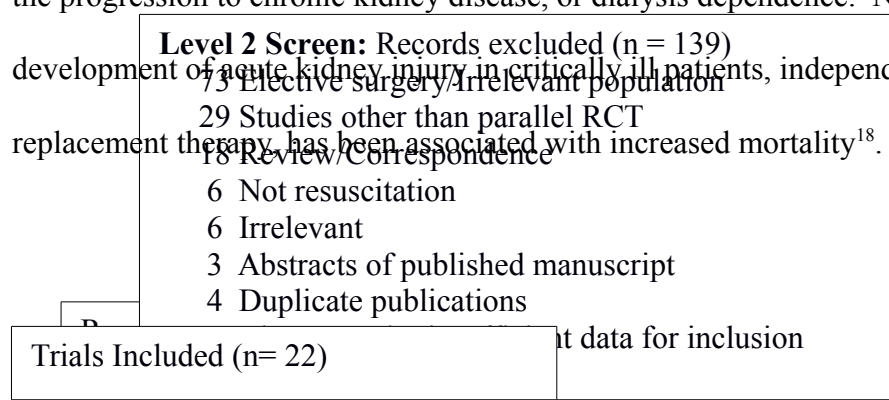 the progression to chronic kidney disease, or dialysis dependence.
Level 2 Screen: Records excluded (n = 139)
development of acute kidney injury in critically ill patients, independ
73 Elective surgery/Irrelevant population
29 Studies other than parallel RCT
replacement therapy, has been associated with increased mortality18.
18 Review/Correspondence
6 Not resuscitation
6 Irrelevant
3 Abstracts of published manuscript
4 Duplicate publications
data for inclusion
Trials Included (n= 22)